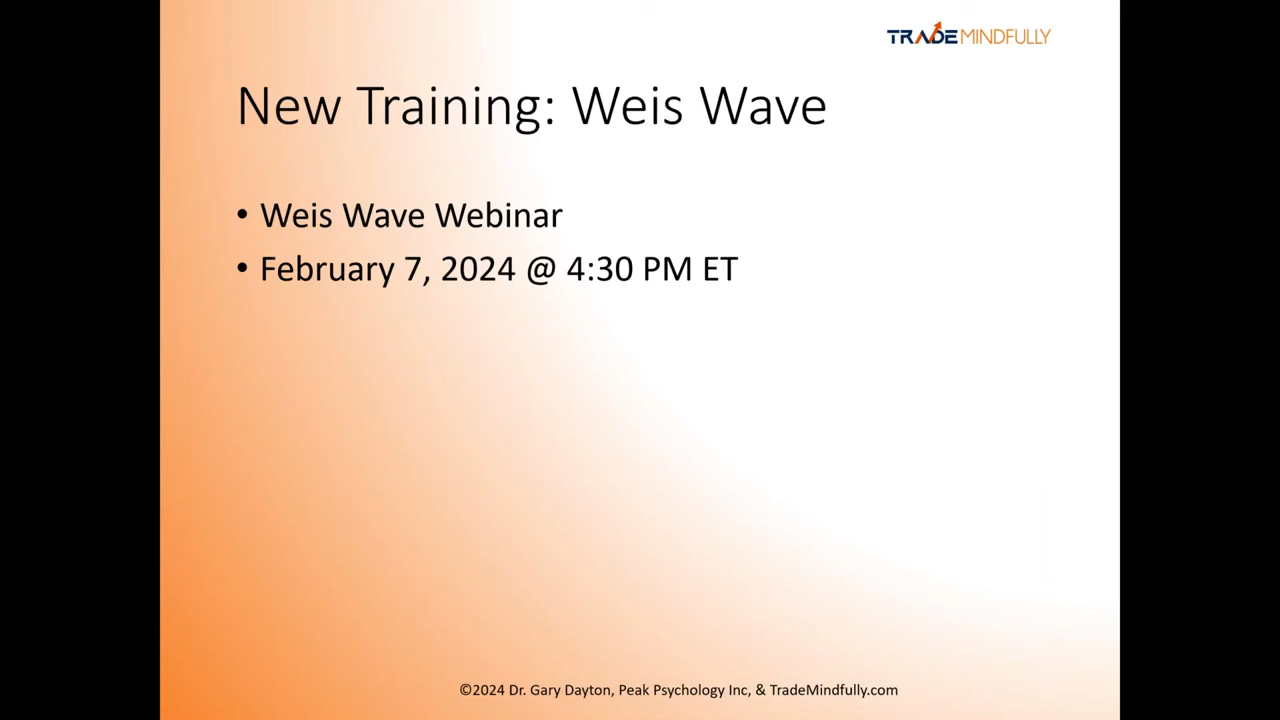 TRADEMINDFULLY
New Training: Weis Wave
• Weis Wave Webinar
• February 7, 2024 @ 4:30 PM ET
©2024 Dr. Gary Dayton, Peak Psychology Inc, & TradeMindfully.com